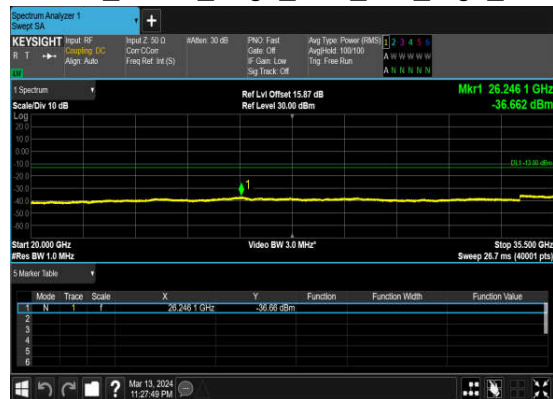 Spectrum Analyzer 1
Swept SA
+
KEYSIGHT
R T
Input: RF
Coupling: DC
Align: Auto
Input Z: 50 Ω
Corr CCorr
Freq Ref: Int (S)
#Atten: 30 dB
PNO: Fast
Gate: Off
IF Gain: Low
Sig Track: Off
Avg Type: Power (RMS)
Avg|Hold: 100/100
Trig: Free Run
1 2 3 4 5 6
A W W W W W
A N N N N N
1 Spectrum
Scale/Div 10 dB
Ref Lvl Offset 15.87 dB
Ref Level 30.00 dBm
Mkr1 26.246 1 GHz
-36.662 dBm
Log
20.0
10.0
0.00
-10.0
-20.0
-30.0
-40.0
-50.0
-60.0
DL1 -13.00 dBm
1
Start 20.000 GHz
#Res BW 1.0 MHz
Video BW 3.0 MHz*
Stop 35.500 GHz
Sweep 26.7 ms (40001 pts)
5 Marker Table
Mode Trace Scale X Y Function Function Width Function Value
1 N 1 f 26.246 1 GHz -36.66 dBm
2
3
4
5
6
?
Mar 13, 2024
11:27:49 PM